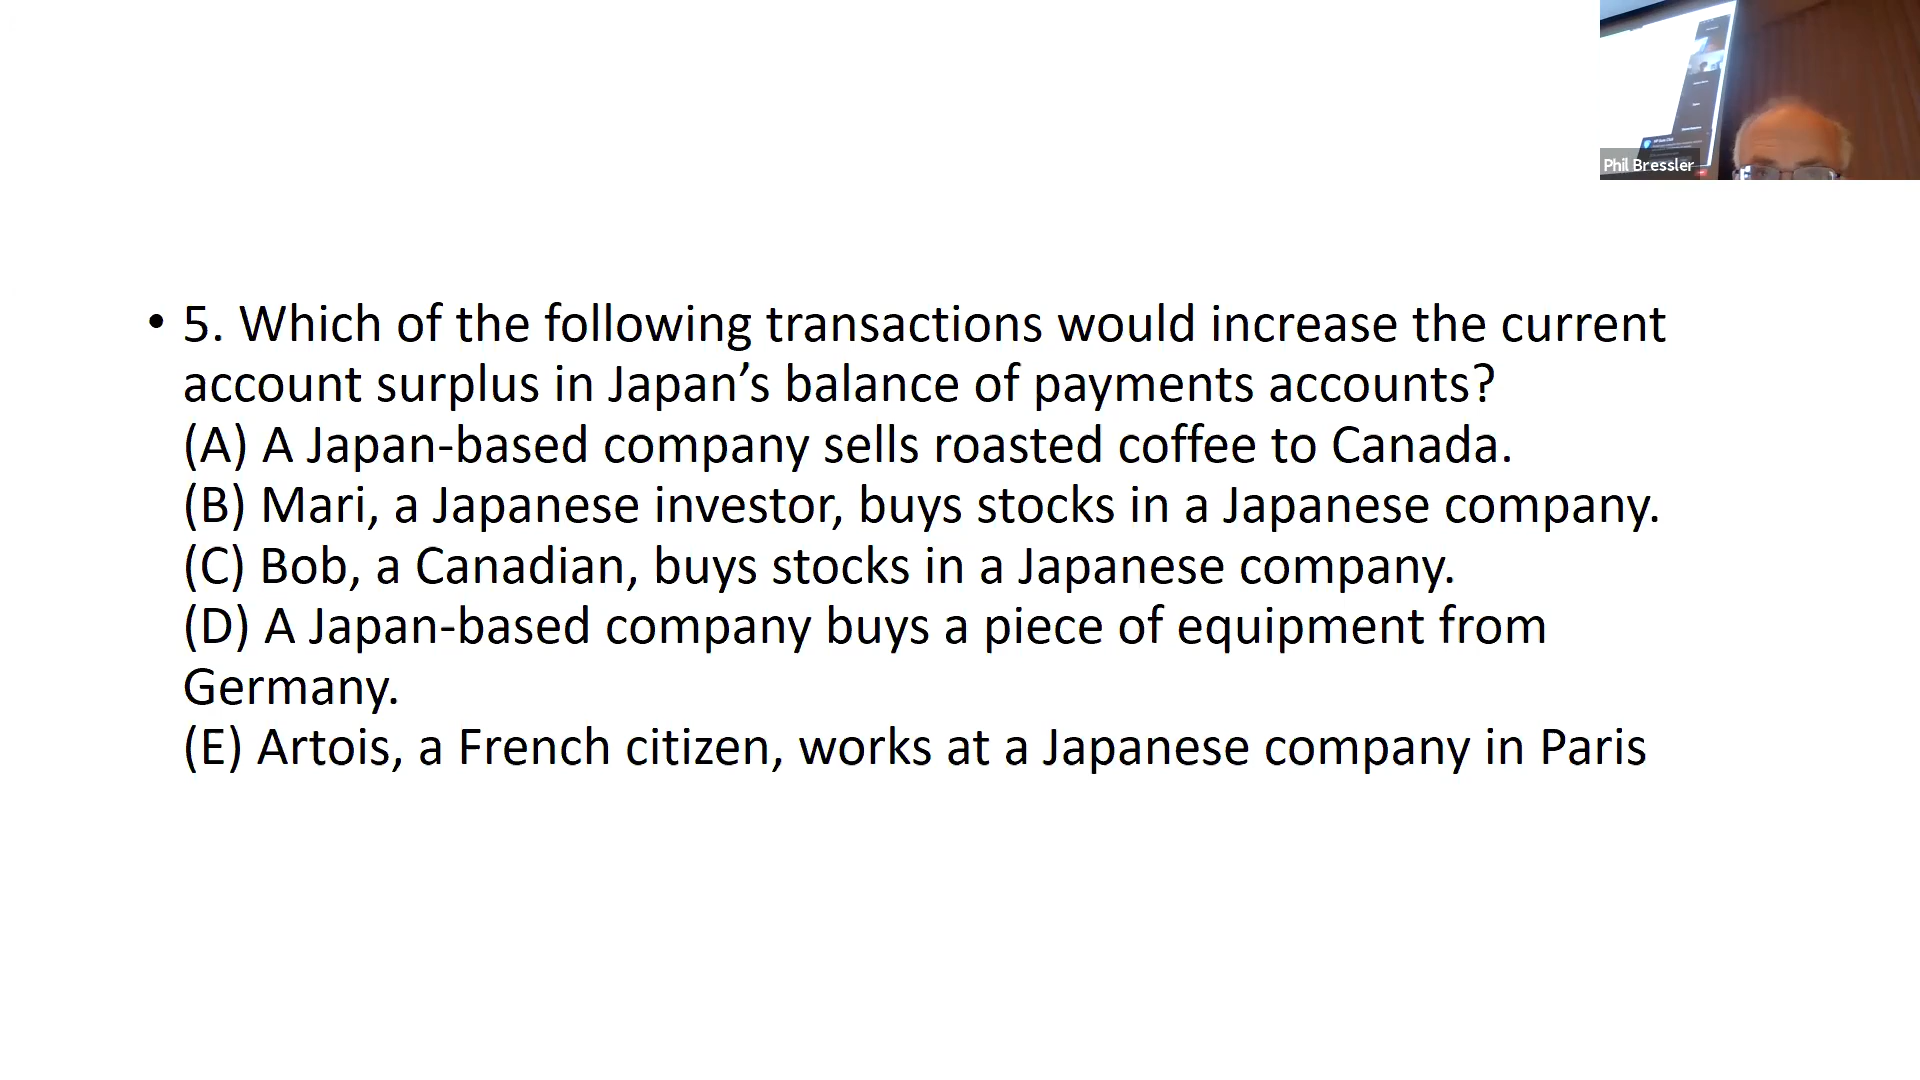 Phil Bressler
• 5. Which of the following transactions would increase the current
account surplus in Japan’s balance of payments accounts?
(A) A Japan-based company sells roasted coffee to Canada.
(B) Mari, a Japanese investor, buys stocks in a Japanese company.
(C) Bob, a Canadian, buys stocks in a Japanese company.
(D) A Japan-based company buys a piece of equipment from
Germany.
(E) Artois, a French citizen, works at a Japanese company in Paris